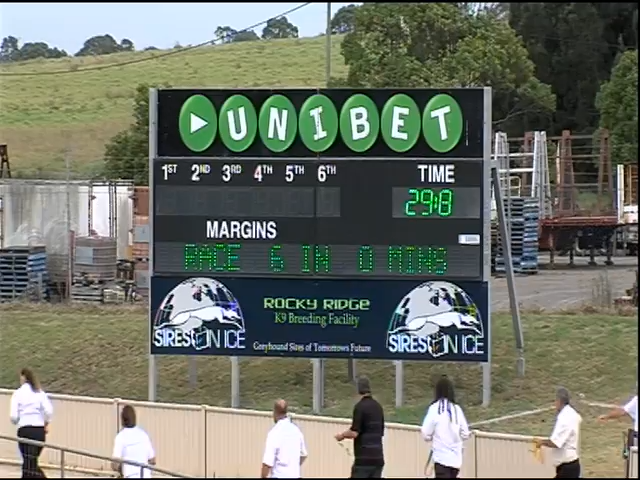 UNIBET
1ST 2ND 3RD 4TH 5TH 6TH TIME
29:8
MARGINS
RACE 6 IN 0 MINS
ROCKY RIDGE
K9 Breeding Facility
SIRES ON ICE
Greyhound Sires of Tomorrows Future
SIRES ON ICE